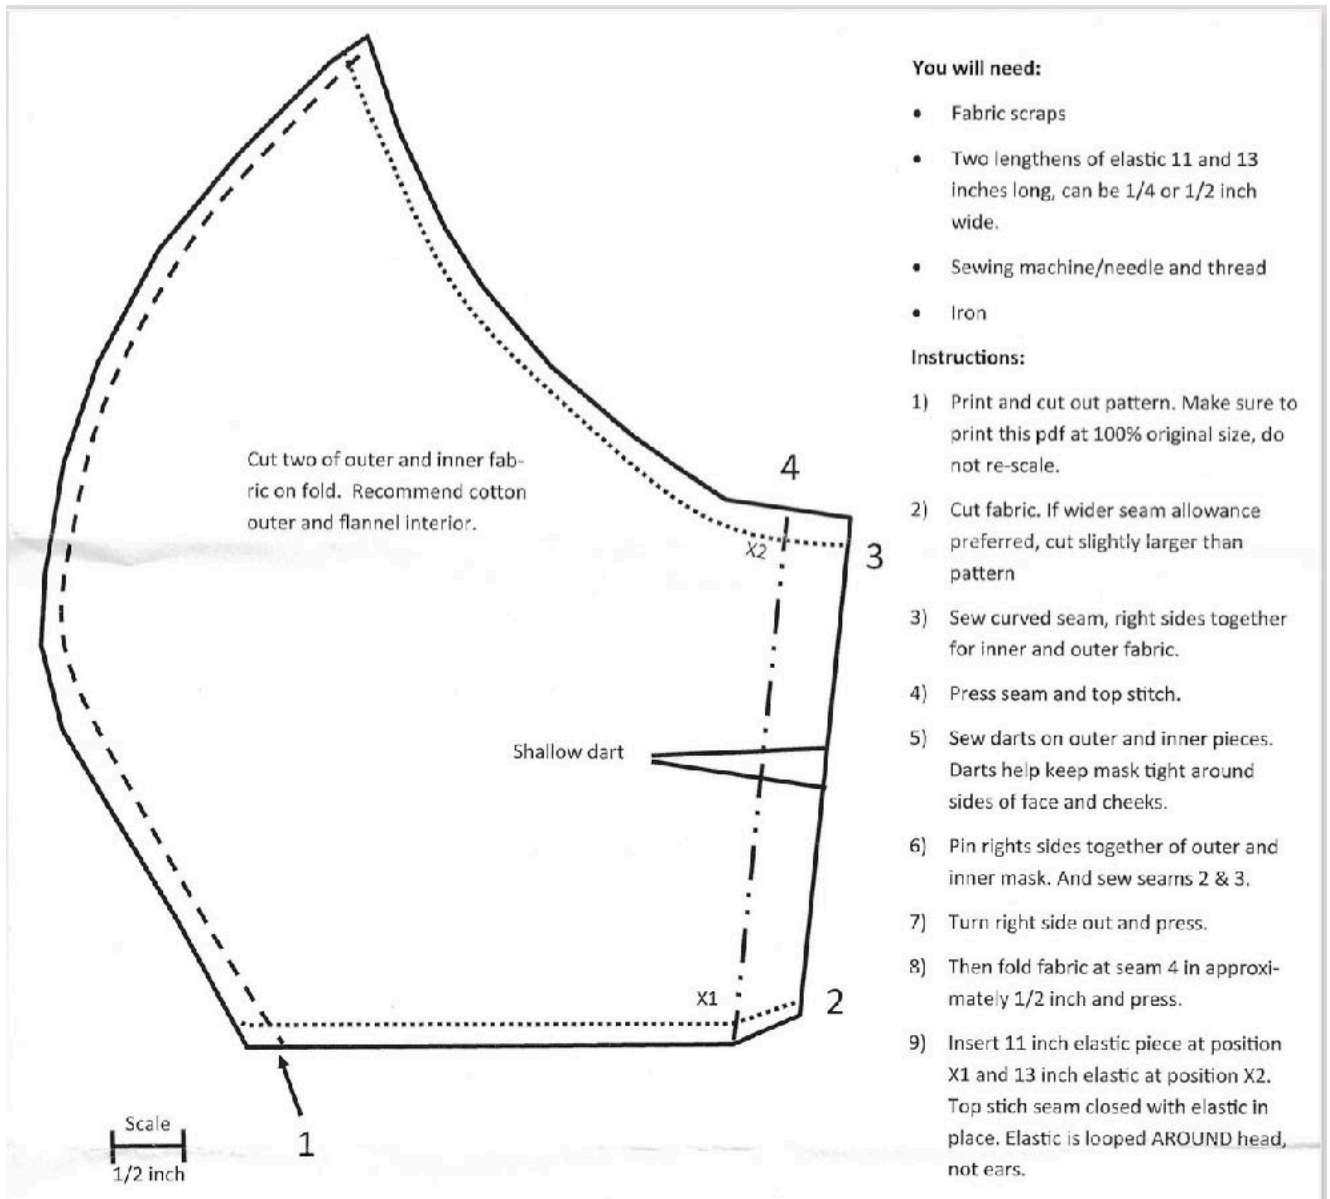 You will need:
• Fabric scraps
• Two lengthens of elastic 11 and 13
inches long, can be 1/4 or 1/2 inch
wide.
• Sewing machine/needle and thread
• Iron
Instructions:
1) Print and cut out pattern. Make sure to
print this pdf at 100% original size, do
not re-scale.
2) Cut fabric. If wider seam allowance
preferred, cut slightly larger than
pattern
3) Sew curved seam, right sides together
for inner and outer fabric.
4) Press seam and top stitch.
5) Sew darts on outer and inner pieces.
Darts help keep mask tight around
sides of face and cheeks.
6) Pin rights sides together of outer and
inner mask. And sew seams 2 & 3.
7) Turn right side out and press.
8) Then fold fabric at seam 4 in approxi-
mately 1/2 inch and press.
9) Insert 11 inch elastic piece at position
X1 and 13 inch elastic at position X2.
Top stich seam closed with elastic in
place. Elastic is looped AROUND head,
not ears.
Cut two of outer and inner fab-
ric on fold. Recommend cotton
outer and flannel interior.
4
X2
3
Shallow dart
X1
2
1
Scale
1/2 inch